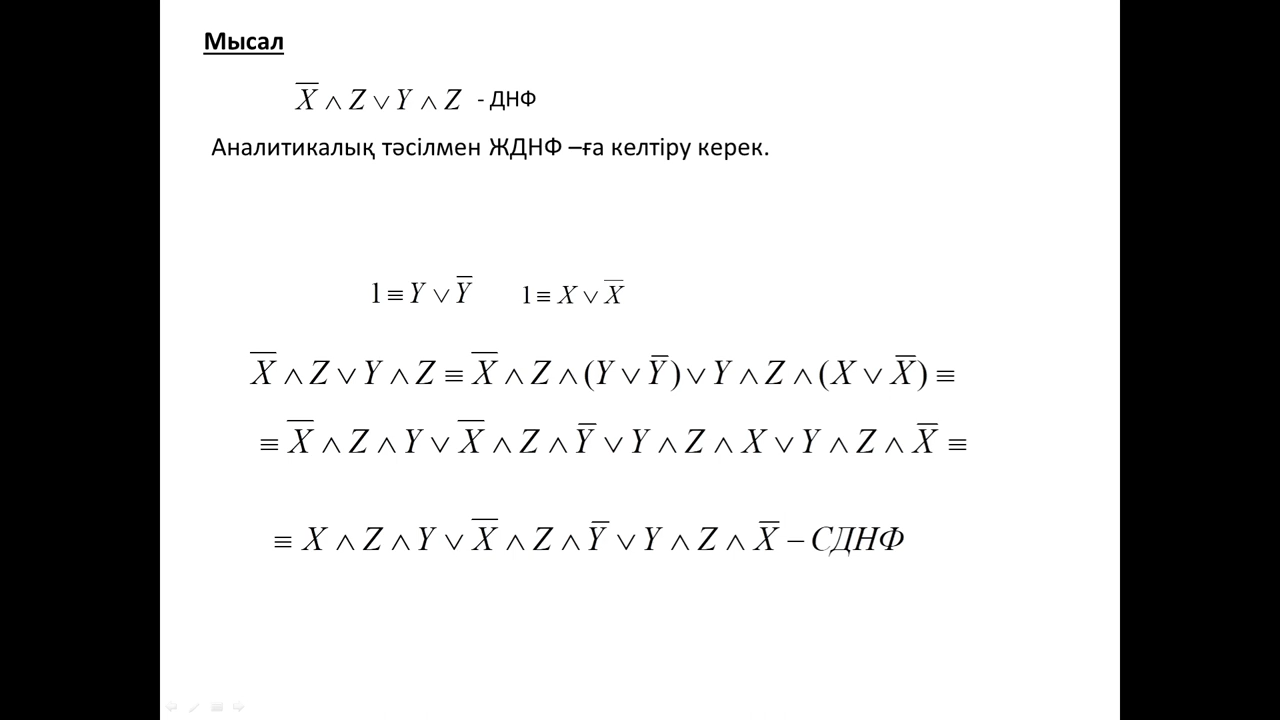 Мысал
X̅ ∧ Z ∨ Y ∧ Z - ДНФ
Аналитикалық тәсілмен ЖДНФ –ға келтіру керек.
1 ≡ Y ∨ Y̅ 1 ≡ X ∨ X̅
X̅ ∧ Z ∨ Y ∧ Z ≡ X̅ ∧ Z ∧ (Y ∨ Y̅) ∨ Y ∧ Z ∧ (X ∨ X̅) ≡
≡ X̅ ∧ Z ∧ Y ∨ X̅ ∧ Z ∧ Y̅ ∨ Y ∧ Z ∧ X ∨ Y ∧ Z ∧ X̅ ≡
≡ X ∧ Z ∧ Y ∨ X̅ ∧ Z ∧ Y̅ ∨ Y ∧ Z ∧ X̅ – СДНФ